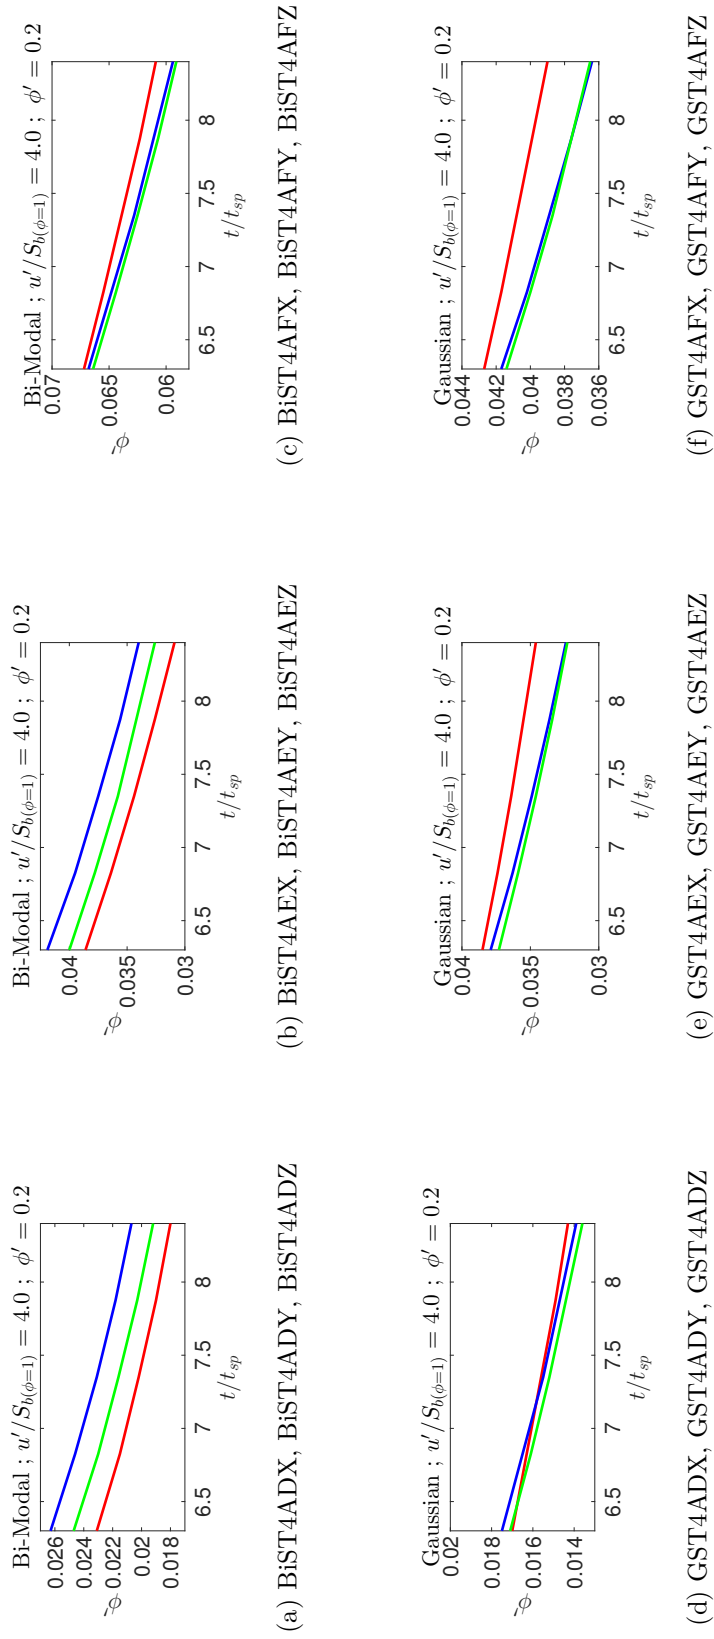 Bi-Modal ; u′/S_b(ϕ=1) = 4.0 ; ϕ′ = 0.2
0.026
0.024
0.022
0.02
0.018
ϕ'
6.5 7 7.5 8
t/t_sp
(a) BiST4ADX, BiST4ADY, BiST4ADZ
Bi-Modal ; u′/S_b(ϕ=1) = 4.0 ; ϕ′ = 0.2
0.04
0.035
0.03
ϕ'
6.5 7 7.5 8
t/t_sp
(b) BiST4AEX, BiST4AEY, BiST4AEZ
Bi-Modal ; u′/S_b(ϕ=1) = 4.0 ; ϕ′ = 0.2
0.07
0.065
0.06
ϕ'
6.5 7 7.5 8
t/t_sp
(c) BiST4AFX, BiST4AFY, BiST4AFZ
Gaussian ; u′/S_b(ϕ=1) = 4.0 ; ϕ′ = 0.2
0.02
0.018
0.016
0.014
ϕ'
6.5 7 7.5 8
t/t_sp
(d) GST4ADX, GST4ADY, GST4ADZ
Gaussian ; u′/S_b(ϕ=1) = 4.0 ; ϕ′ = 0.2
0.04
0.035
0.03
ϕ'
6.5 7 7.5 8
t/t_sp
(e) GST4AEX, GST4AEY, GST4AEZ
Gaussian ; u′/S_b(ϕ=1) = 4.0 ; ϕ′ = 0.2
0.044
0.042
0.04
0.038
0.036
ϕ'
6.5 7 7.5 8
t/t_sp
(f) GST4AFX, GST4AFY, GST4AFZ